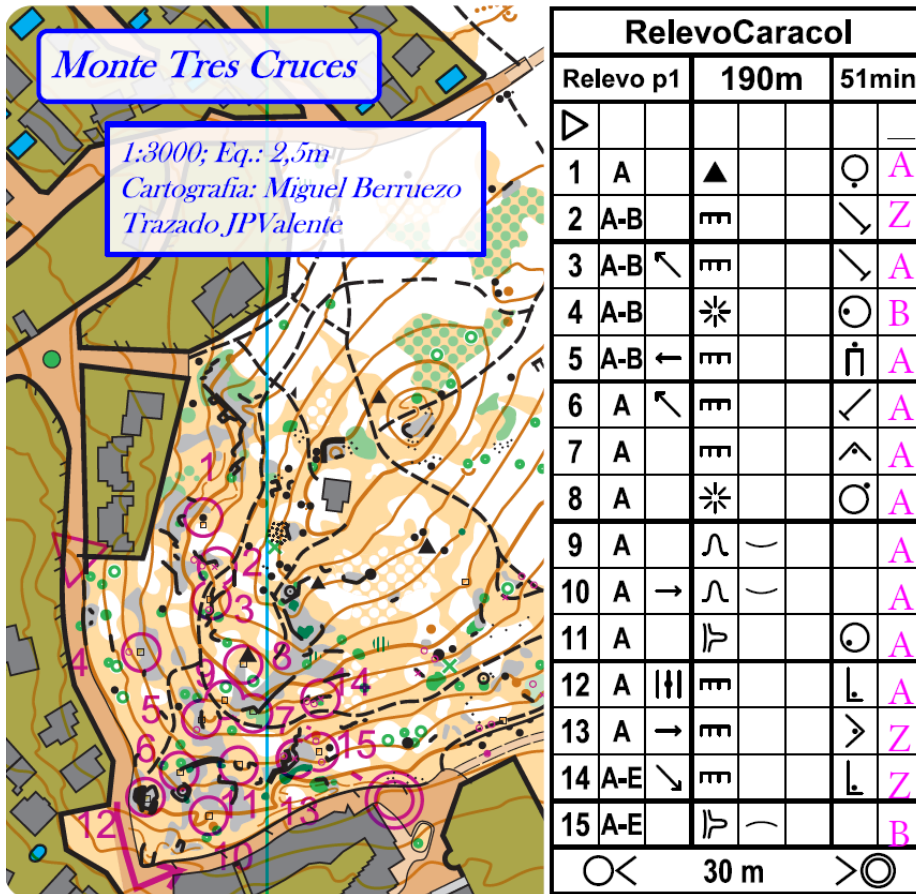 Monte Tres Cruces
1:3000; Eq.: 2,5m
Cartografia: Miguel Berruezo
Trazado JPValente
1
2
3
4
8
14
5
7
6
15
12
13
10
RelevoCaracol
Relevo p1 190m 51min
1 A A
2 A-B Z
3 A-B A
4 A-B B
5 A-B A
6 A A
7 A A
8 A A
9 A A
10 A A
11 A A
12 A A
13 A Z
14 A-E Z
15 A-E B
30 m